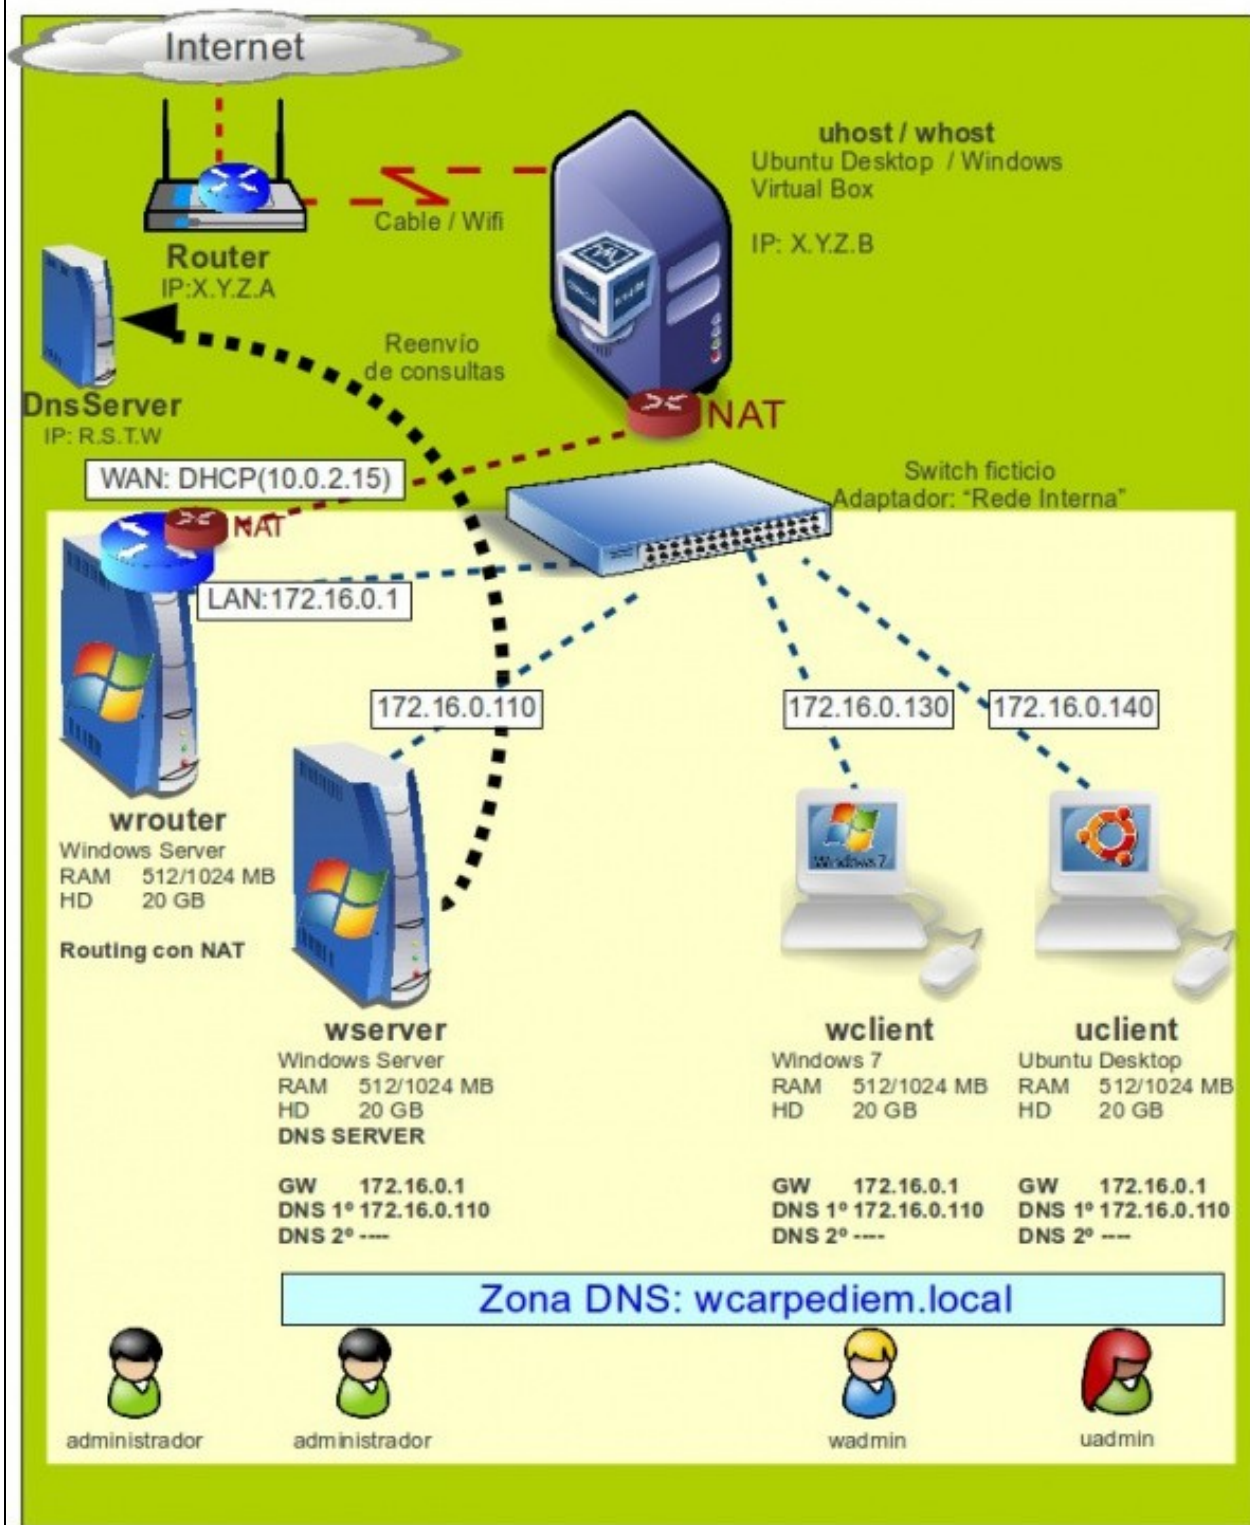 Internet
uhost / whost
Ubuntu Desktop / Windows
Virtual Box
IP: X.Y.Z.B
Cable / Wifi
Router
IP:X.Y.Z.A
Reenvío
de consultas
DnsServer
IP: R.S.T.W
NAT
WAN: DHCP(10.0.2.15)
Switch ficticio
Adaptador: “Rede Interna”
NAT
LAN:172.16.0.1
172.16.0.110
172.16.0.130
172.16.0.140
Windows 7
wrouter
Windows Server
RAM 512/1024 MB
HD 20 GB
Routing con NAT
wserver
Windows Server
RAM 512/1024 MB
HD 20 GB
DNS SERVER
GW 172.16.0.1
DNS 1º 172.16.0.110
DNS 2º ----
wclient
Windows 7
RAM 512/1024 MB
HD 20 GB
GW 172.16.0.1
DNS 1º 172.16.0.110
DNS 2º ----
uclient
Ubuntu Desktop
RAM 512/1024 MB
HD 20 GB
GW 172.16.0.1
DNS 1º 172.16.0.110
DNS 2º ----
Zona DNS: wcarpediem.local
administrador
administrador
wadmin
uadmin